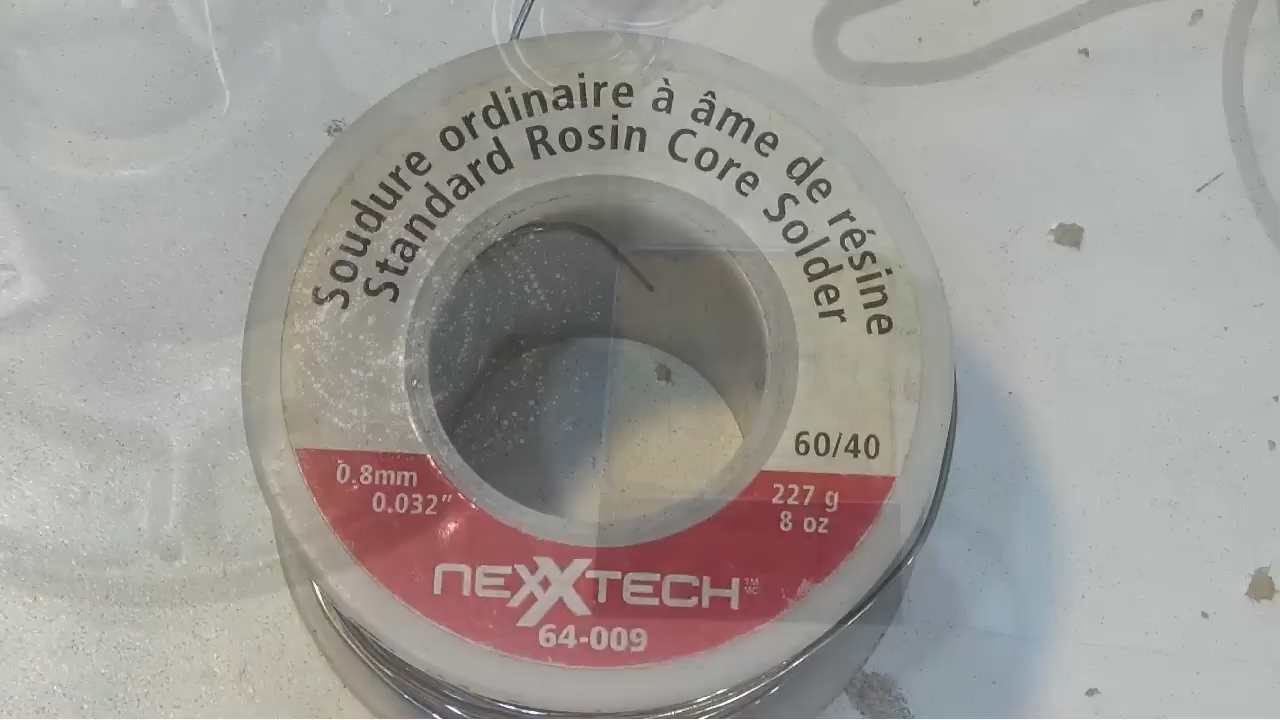 Soudure ordinaire à âme de résine
Standard Rosin Core Solder
60/40
0.8mm
0.032"
227 g
8 oz
nexxtech
64-009